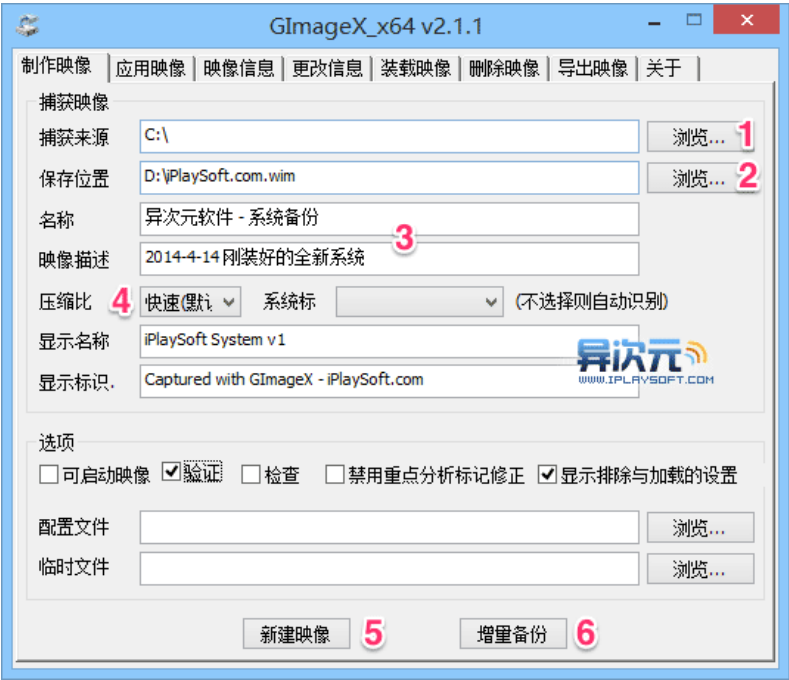 GImageX_x64 v2.1.1
制作映像 应用映像 映像信息 更改信息 装载映像 删除映像 导出映像 关于
捕获映像
捕获来源 C:\ 浏览... 1
保存位置 D:\iPlaySoft.com.wim 浏览... 2
名称 异次元软件 - 系统备份
3
映像描述 2014-4-14 刚装好的全新系统
压缩比 4 快速(默认 系统标 (不选择则自动识别)
显示名称 iPlaySoft System v1
异次元
WWW.IPLAYSOFT.COM
显示标识. Captured with GImageX - iPlaySoft.com
选项
可启动映像 验证 检查 禁用重点分析标记修正 显示排除与加载的设置
配置文件 浏览...
临时文件 浏览...
新建映像 5 增量备份 6